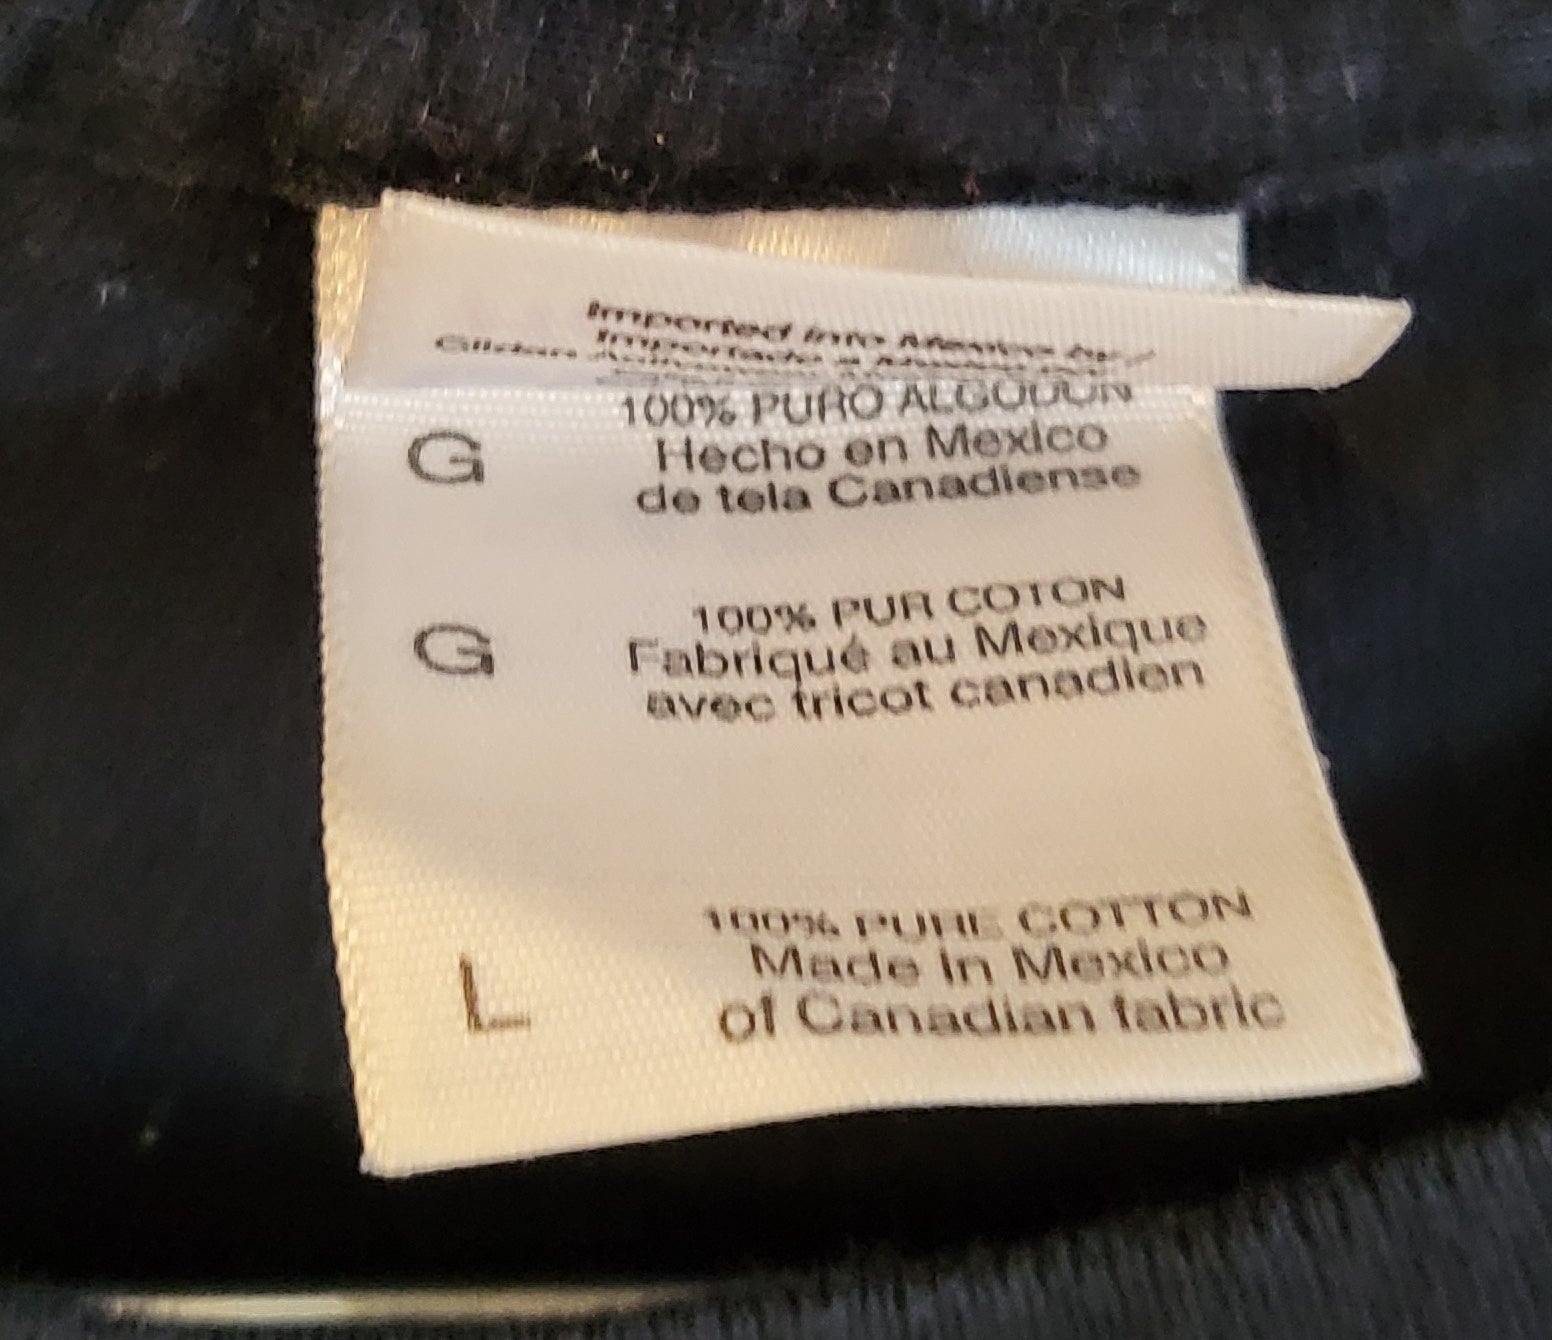 Imported into Mexico by /
Importado a Mexico por
Gildan
100% PURO ALGODON
G
Hecho en Mexico
de tela Canadiense
100% PUR COTON
G
Fabriqué au Mexique
avec tricot canadien
100% PURE COTTON
L
Made in Mexico
of Canadian fabric